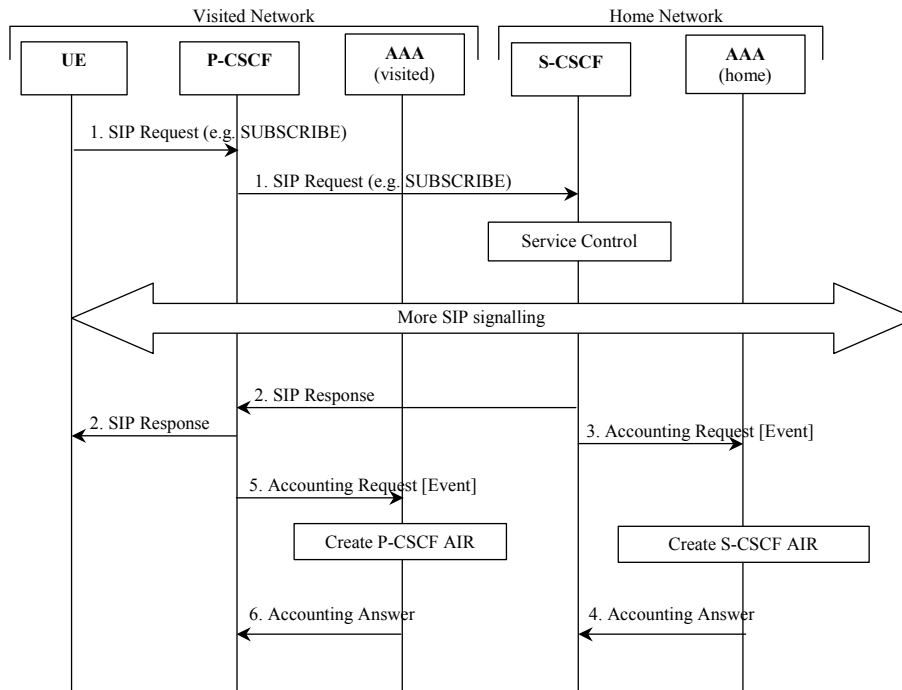 Visited Network
Home Network
UE
P-CSCF
AAA
(visited)
S-CSCF
AAA
(home)
1. SIP Request (e.g. SUBSCRIBE)
1. SIP Request (e.g. SUBSCRIBE)
Service Control
More SIP signalling
2. SIP Response
2. SIP Response
3. Accounting Request [Event]
5. Accounting Request [Event]
Create P-CSCF AIR
Create S-CSCF AIR
6. Accounting Answer
4. Accounting Answer